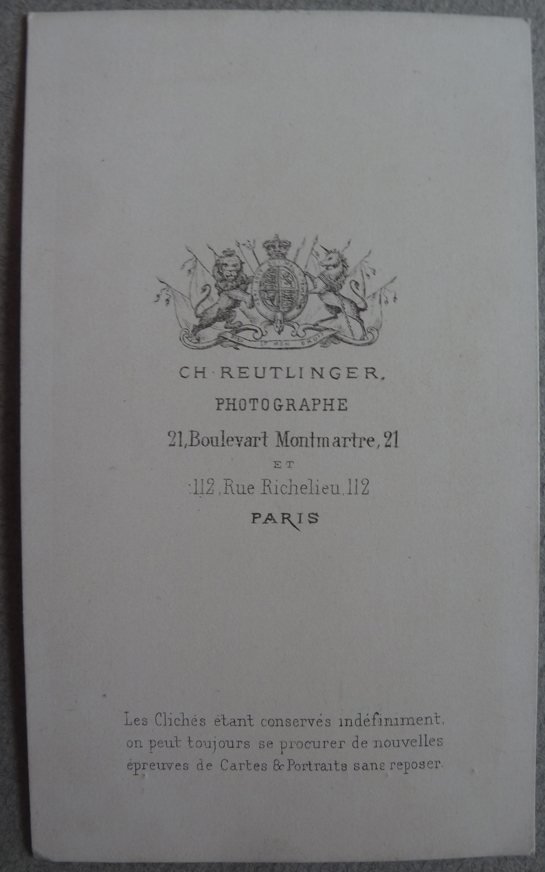 CH. REUTLINGER,
PHOTOGRAPHE
21, Boulevart Montmartre, 21
ET
112, Rue Richelieu, 112
PARIS
Les Clichés étant conservés indéfiniment,
on peut toujours se procurer de nouvelles
épreuves de Cartes & Portraits sans reposer.